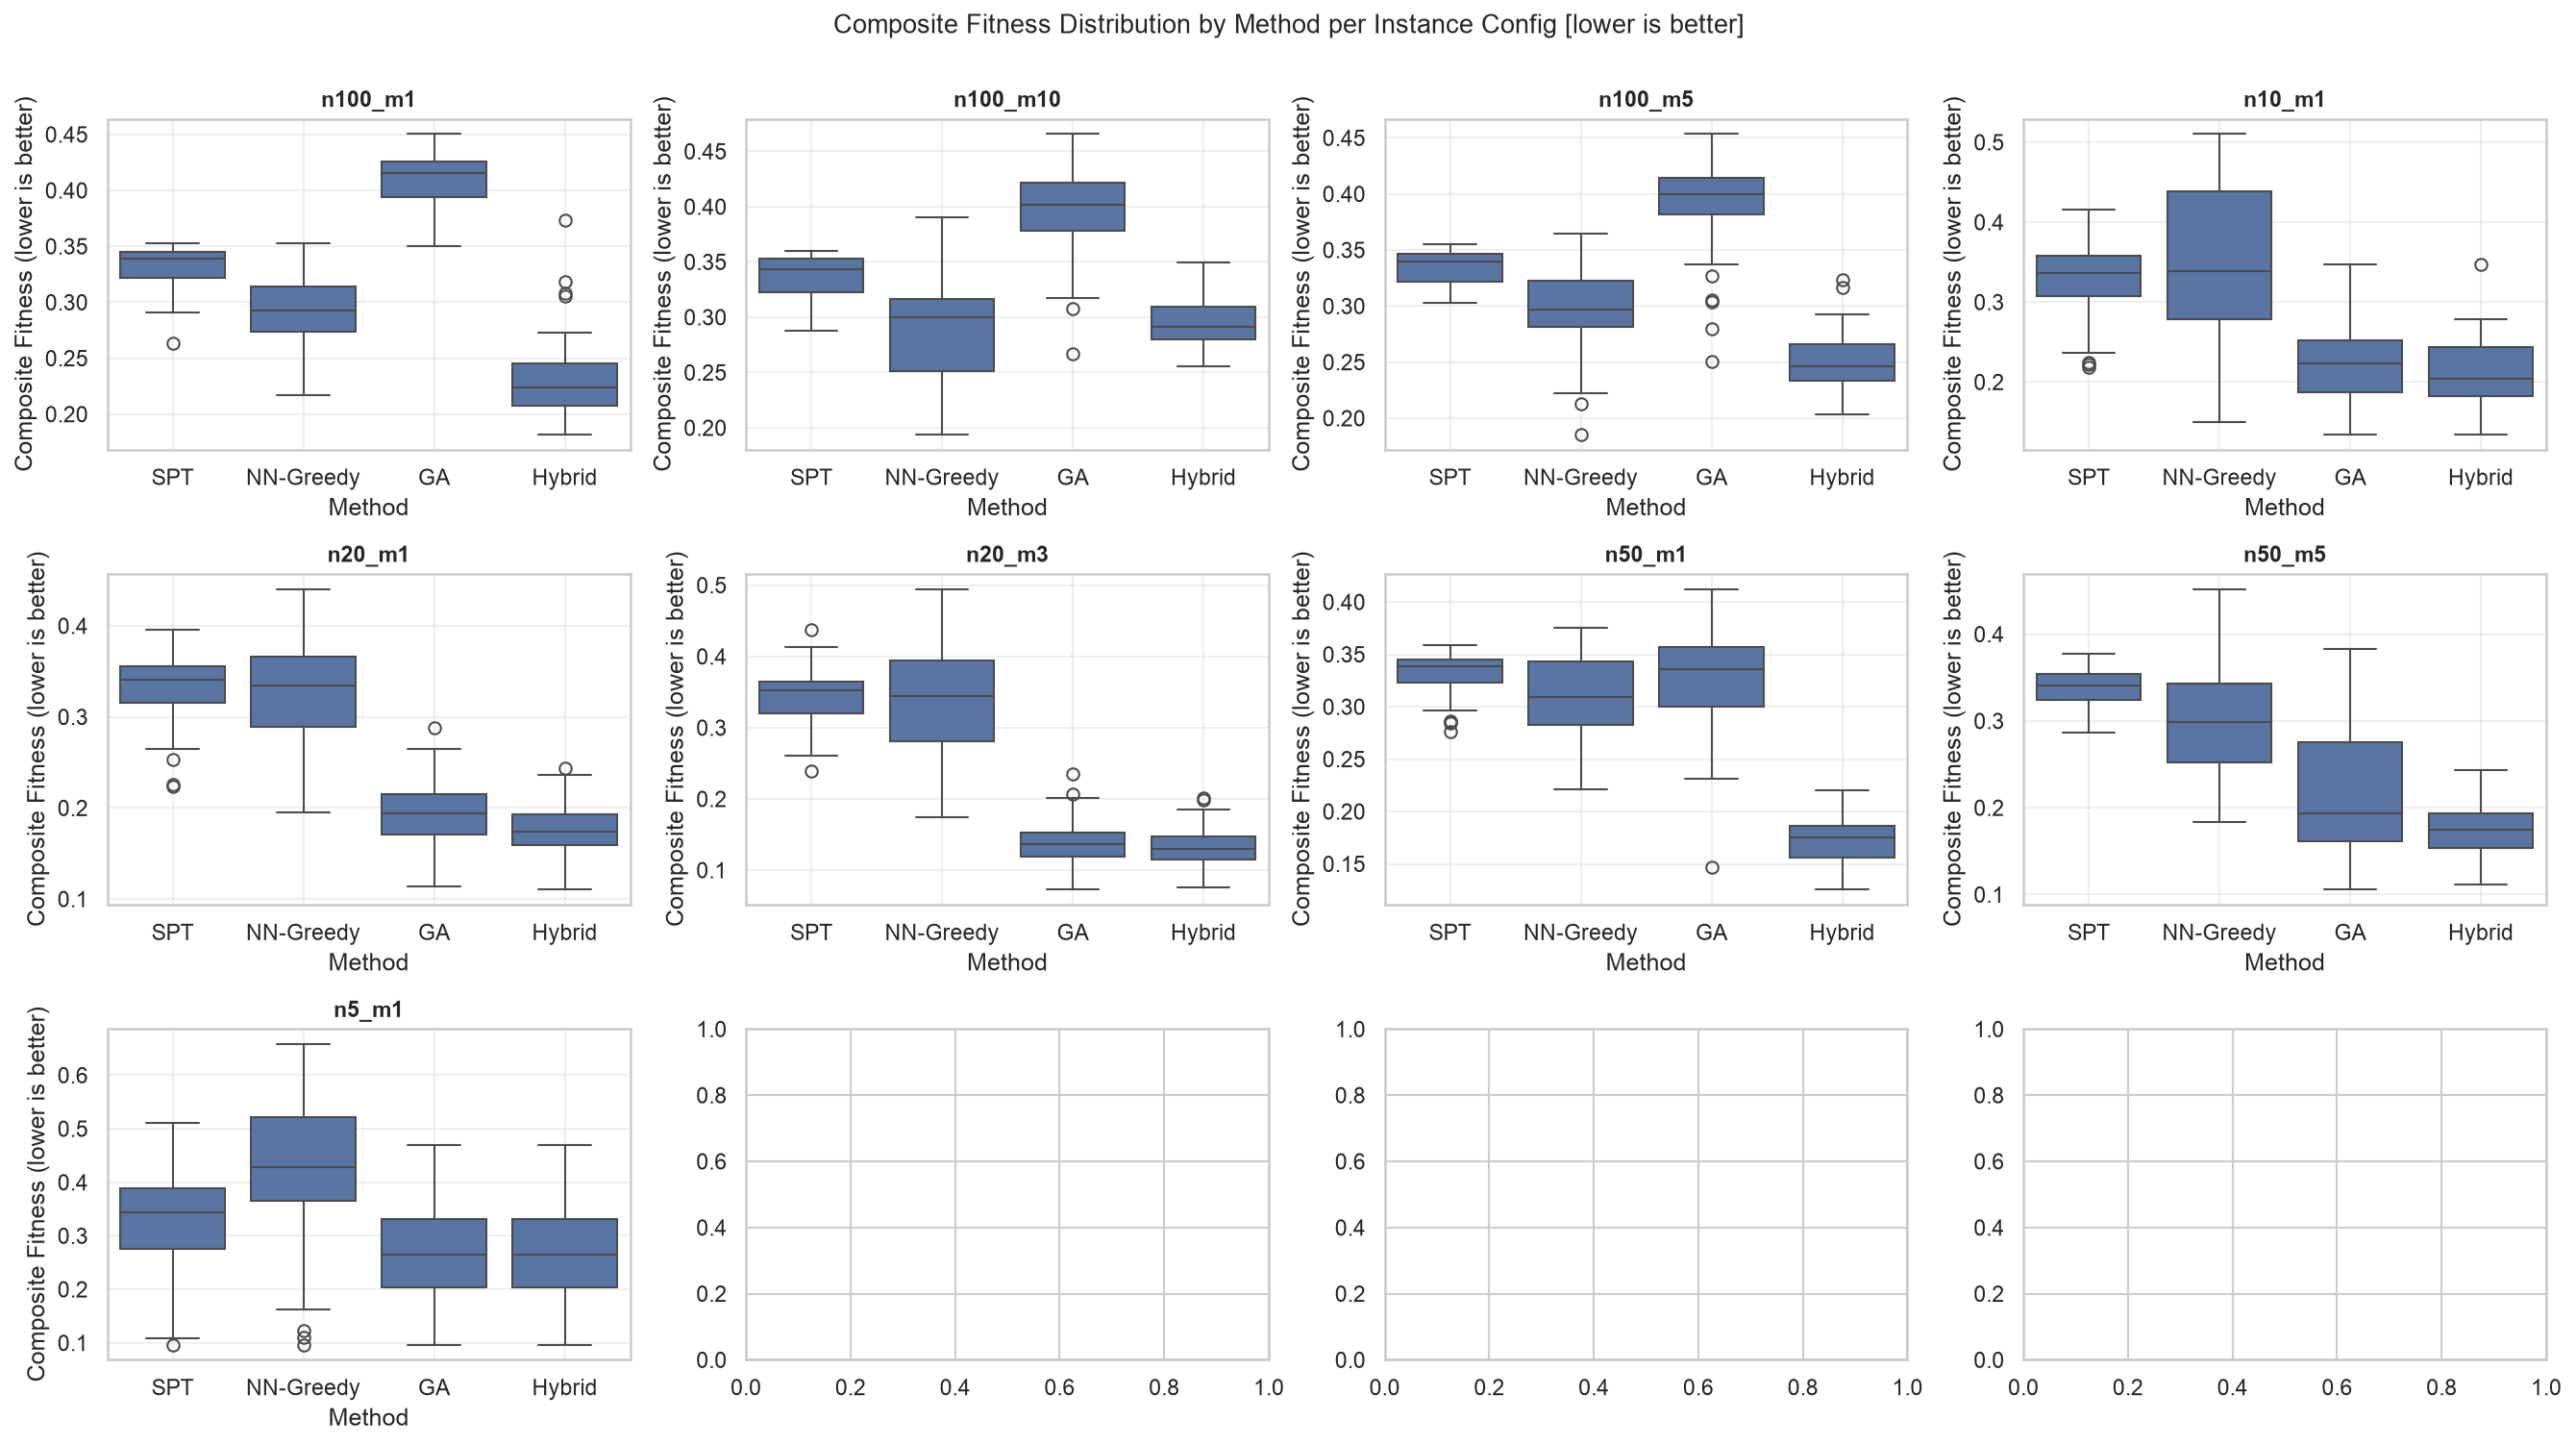 Composite Fitness Distribution by Method per Instance Config [lower is better]
n100_m1
Composite Fitness (lower is better)
0.45
0.40
0.35
0.30
0.25
0.20
SPT NN-Greedy GA Hybrid
Method
n100_m10
Composite Fitness (lower is better)
0.45
0.40
0.35
0.30
0.25
0.20
SPT NN-Greedy GA Hybrid
Method
n100_m5
Composite Fitness (lower is better)
0.45
0.40
0.35
0.30
0.25
0.20
SPT NN-Greedy GA Hybrid
Method
n10_m1
Composite Fitness (lower is better)
0.5
0.4
0.3
0.2
SPT NN-Greedy GA Hybrid
Method
n20_m1
Composite Fitness (lower is better)
0.4
0.3
0.2
0.1
SPT NN-Greedy GA Hybrid
Method
n20_m3
Composite Fitness (lower is better)
0.5
0.4
0.3
0.2
0.1
SPT NN-Greedy GA Hybrid
Method
n50_m1
Composite Fitness (lower is better)
0.40
0.35
0.30
0.25
0.20
0.15
SPT NN-Greedy GA Hybrid
Method
n50_m5
Composite Fitness (lower is better)
0.4
0.3
0.2
0.1
SPT NN-Greedy GA Hybrid
Method
n5_m1
Composite Fitness (lower is better)
0.6
0.5
0.4
0.3
0.2
0.1
SPT NN-Greedy GA Hybrid
Method
1.0
0.8
0.6
0.4
0.2
0.0
0.0 0.2 0.4 0.6 0.8 1.0
1.0
0.8
0.6
0.4
0.2
0.0
0.0 0.2 0.4 0.6 0.8 1.0
1.0
0.8
0.6
0.4
0.2
0.0
0.0 0.2 0.4 0.6 0.8 1.0